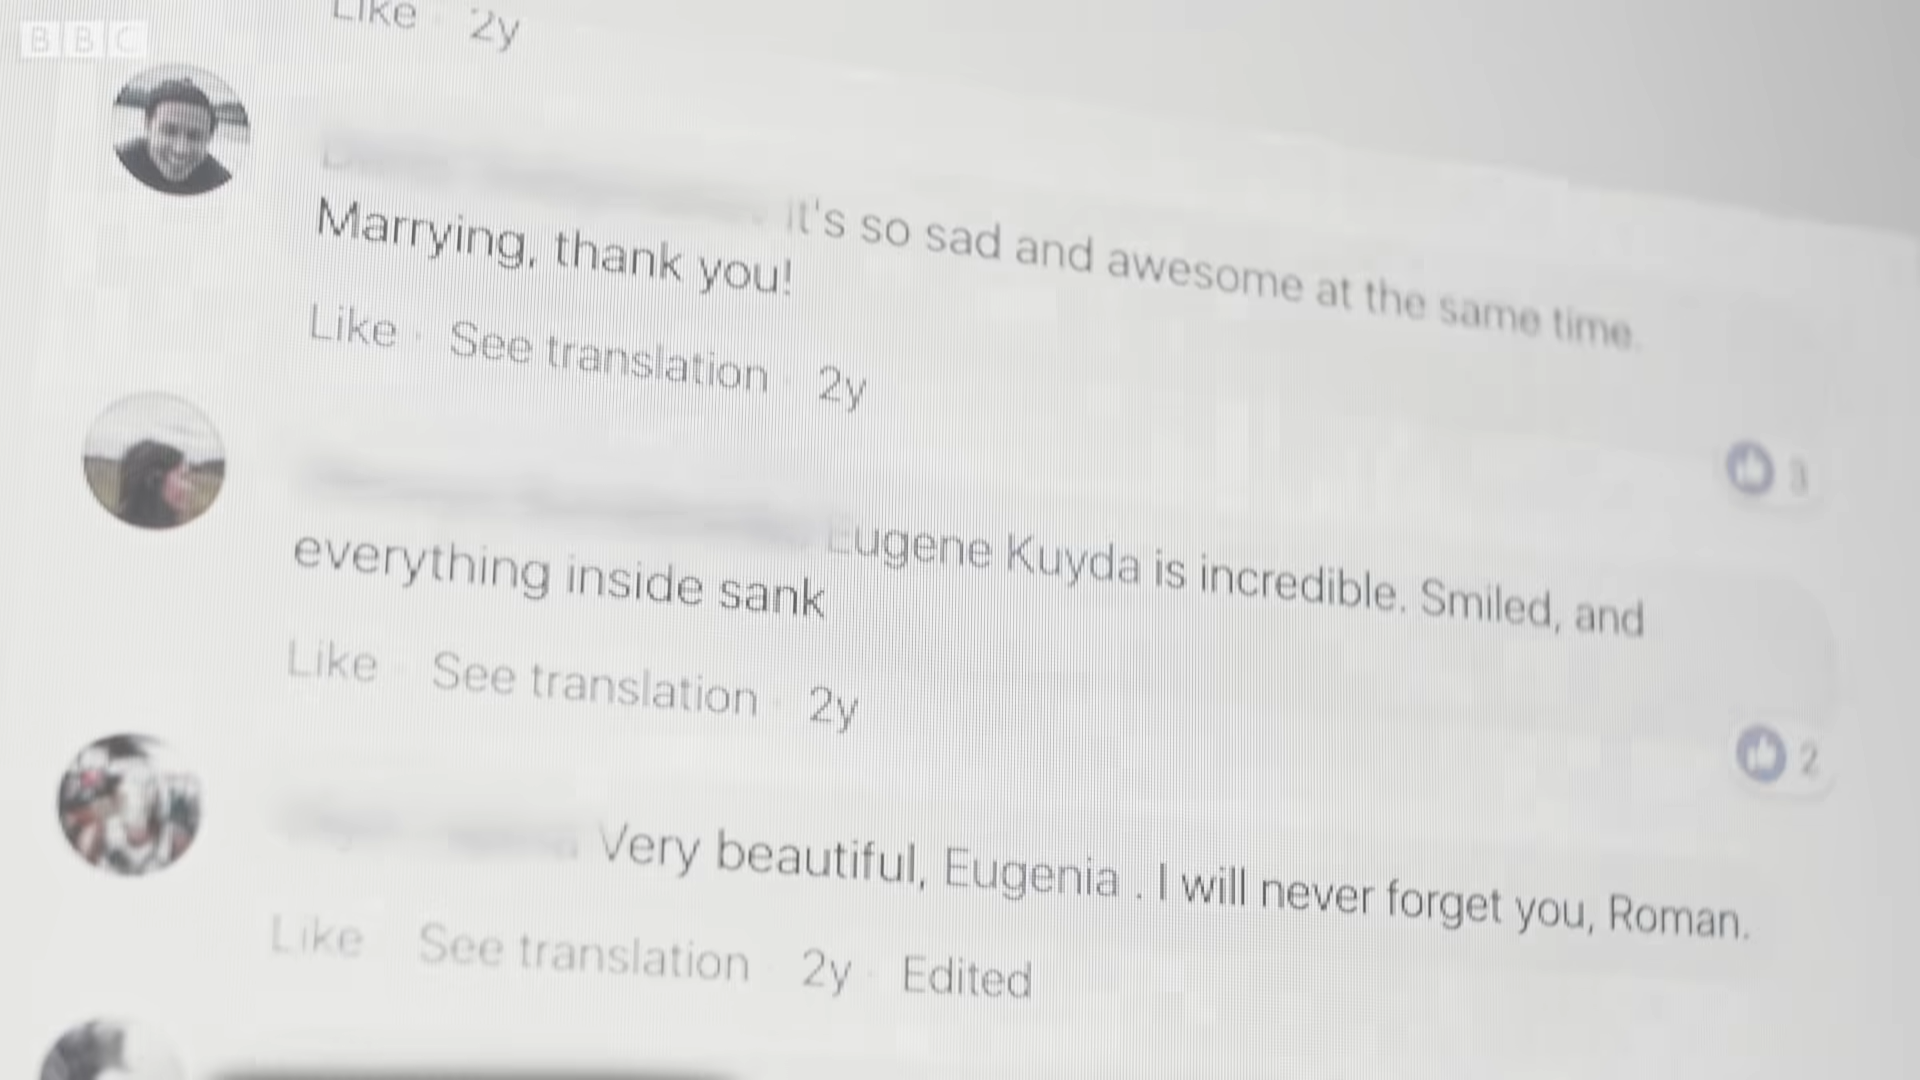 BBC
Like 2y
It's so sad and awesome at the same time.
Marrying, thank you!
Like · See translation 2y
3
Eugene Kuyda is incredible. Smiled, and
everything inside sank
Like · See translation · 2y
2
Very beautiful, Eugenia . I will never forget you, Roman.
Like See translation · 2y · Edited